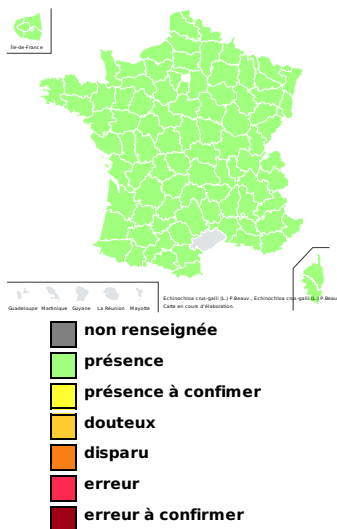 Île-de-France
Guadeloupe Martinique Guyane La Réunion Mayotte
Echinochloa crus-galli (L.) P.Beauv., Echinochloa crus-galli (L.) P.Beau
Carte en cours d'élaboration.
non renseignée
présence
présence à confimer
douteux
disparu
erreur
erreur à confirmer